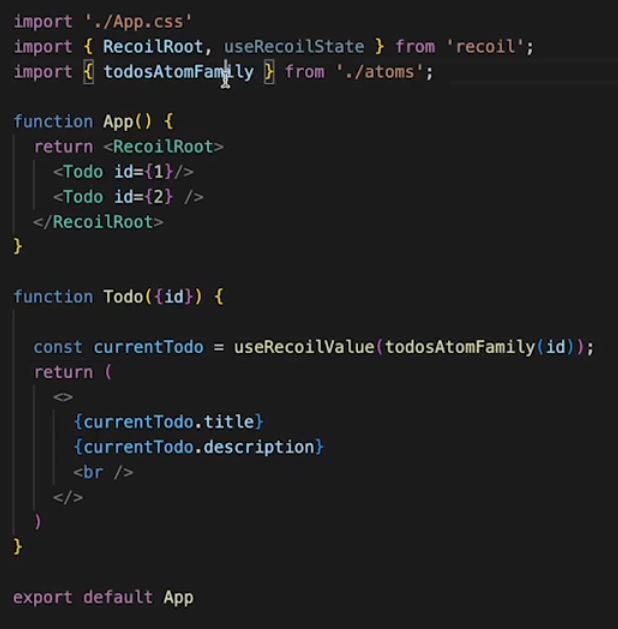 import './App.css'
import { RecoilRoot, useRecoilState } from 'recoil';
import { todosAtomFamily } from './atoms';

function App() {
  return <RecoilRoot>
    <Todo id={1}/>
    <Todo id={2} />
  </RecoilRoot>
}

function Todo({id}) {

  const currentTodo = useRecoilValue(todosAtomFamily(id));
  return (
    <>
      {currentTodo.title}
      {currentTodo.description}
      <br />
    </>
  )
}

export default App